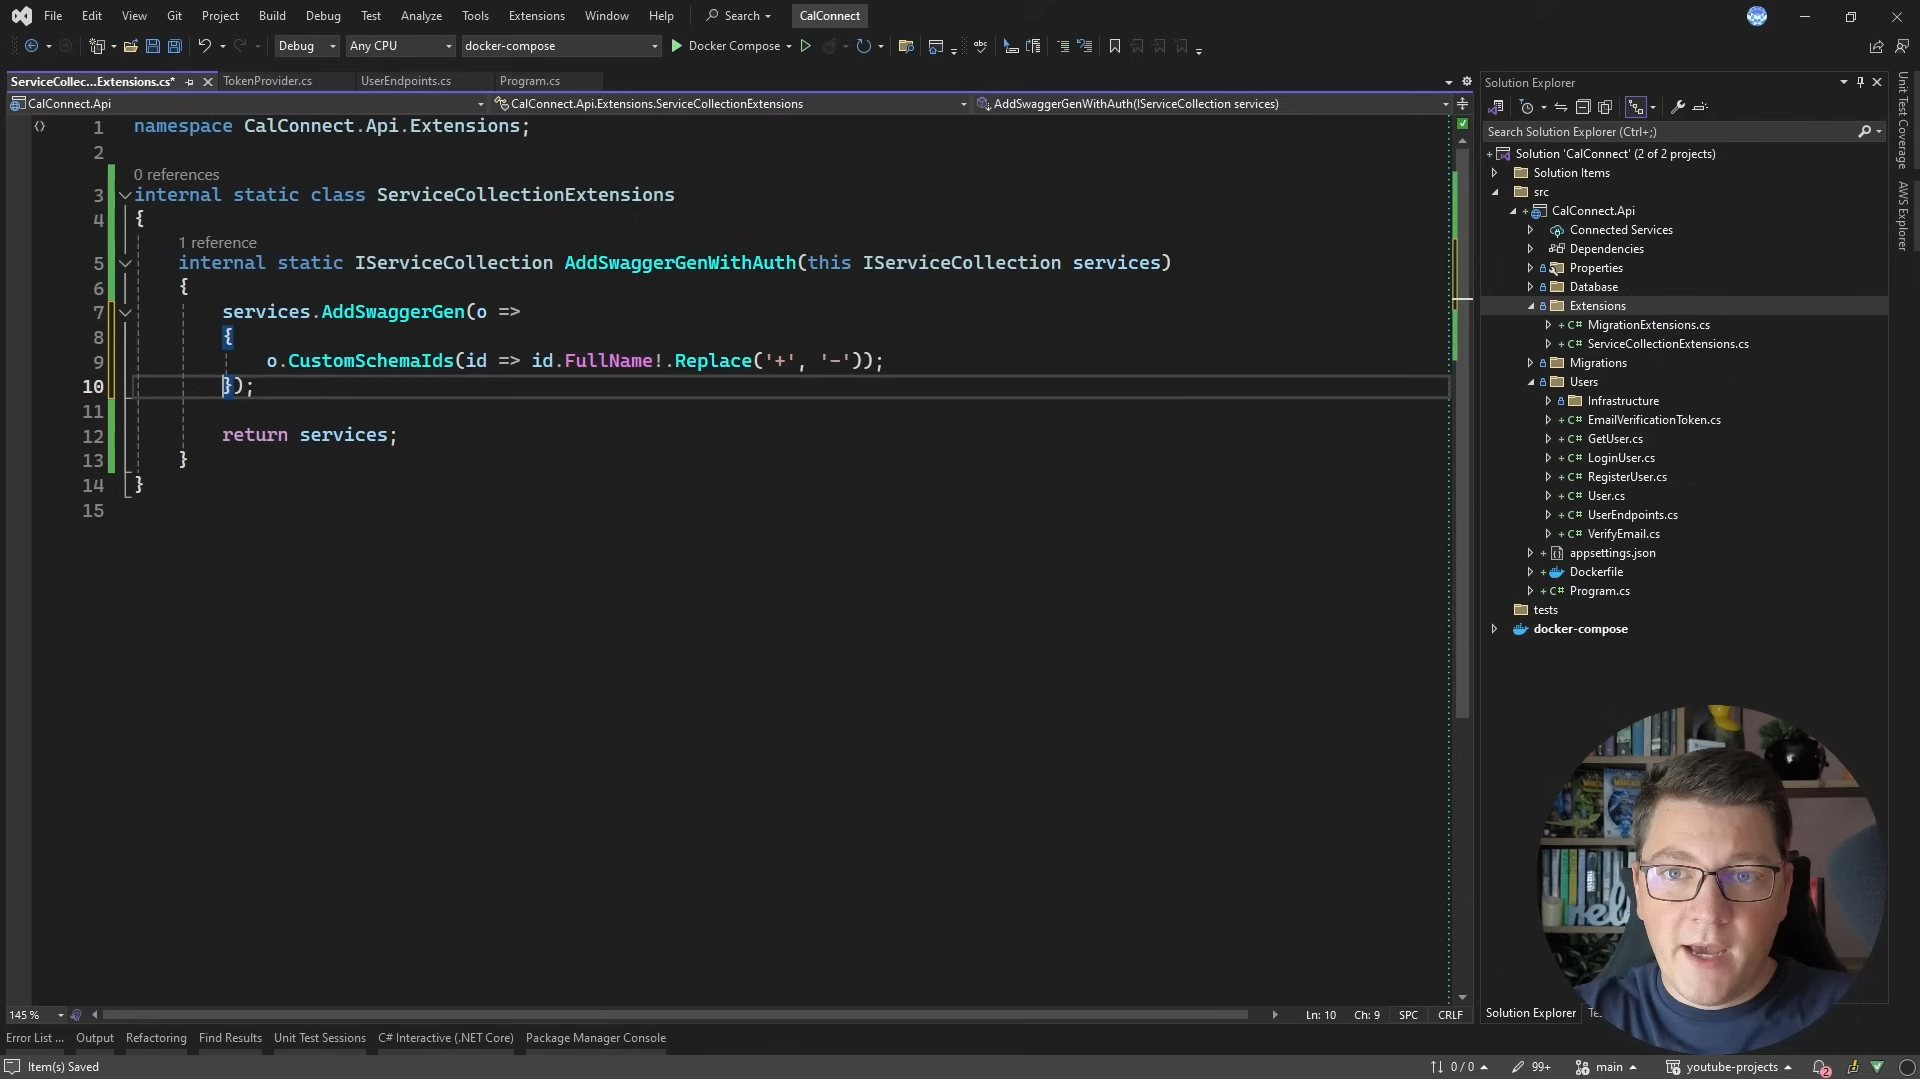 File Edit View Git Project Build Debug Test Analyze Tools Extensions Window Help Search CalConnect
Debug Any CPU docker-compose Docker Compose
ServiceCollec...Extensions.cs* TokenProvider.cs UserEndpoints.cs Program.cs
CalConnect.Api CalConnect.Api.Extensions.ServiceCollectionExtensions AddSwaggerGenWithAuth(IServiceCollection services)
1 namespace CalConnect.Api.Extensions;
2
0 references
3 internal static class ServiceCollectionExtensions
4 {
1 reference
5 internal static IServiceCollection AddSwaggerGenWithAuth(this IServiceCollection services)
6 {
7 services.AddSwaggerGen(o =>
8 {
9 o.CustomSchemaIds(id => id.FullName!.Replace('+', '-'));
10 });
11
12 return services;
13 }
14 }
15
145 % Ln: 10 Ch: 9 SPC CRLF
Error List ... Output Refactoring Find Results Unit Test Sessions C# Interactive (.NET Core) Package Manager Console
Item(s) Saved 0 / 0 99+ main youtube-projects 2
Solution Explorer
Search Solution Explorer (Ctrl+;)
Solution 'CalConnect' (2 of 2 projects)
Solution Items
src
CalConnect.Api
Connected Services
Dependencies
Properties
Database
Extensions
C# MigrationExtensions.cs
C# ServiceCollectionExtensions.cs
Migrations
Users
Infrastructure
C# EmailVerificationToken.cs
C# GetUser.cs
C# LoginUser.cs
C# RegisterUser.cs
C# User.cs
C# UserEndpoints.cs
C# VerifyEmail.cs
appsettings.json
Dockerfile
C# Program.cs
tests
docker-compose
Solution Explorer Te
Unit Test Coverage
AWS Explorer